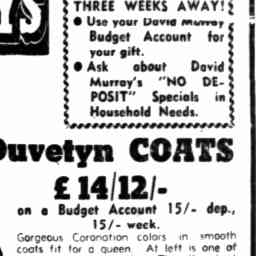 THREE WEEKS AWAY!
● Use your David Murray
Budget Account for
your gift.
● Ask about David
Murray's "NO DE-
POSIT" Specials in
Household Needs.
Duvetyn COATS
£14/12/-
on a Budget Account 15/- dep.,
15/- week.
Gorgeous Coronation colors in smooth
coats fit for a queen. At left is one of